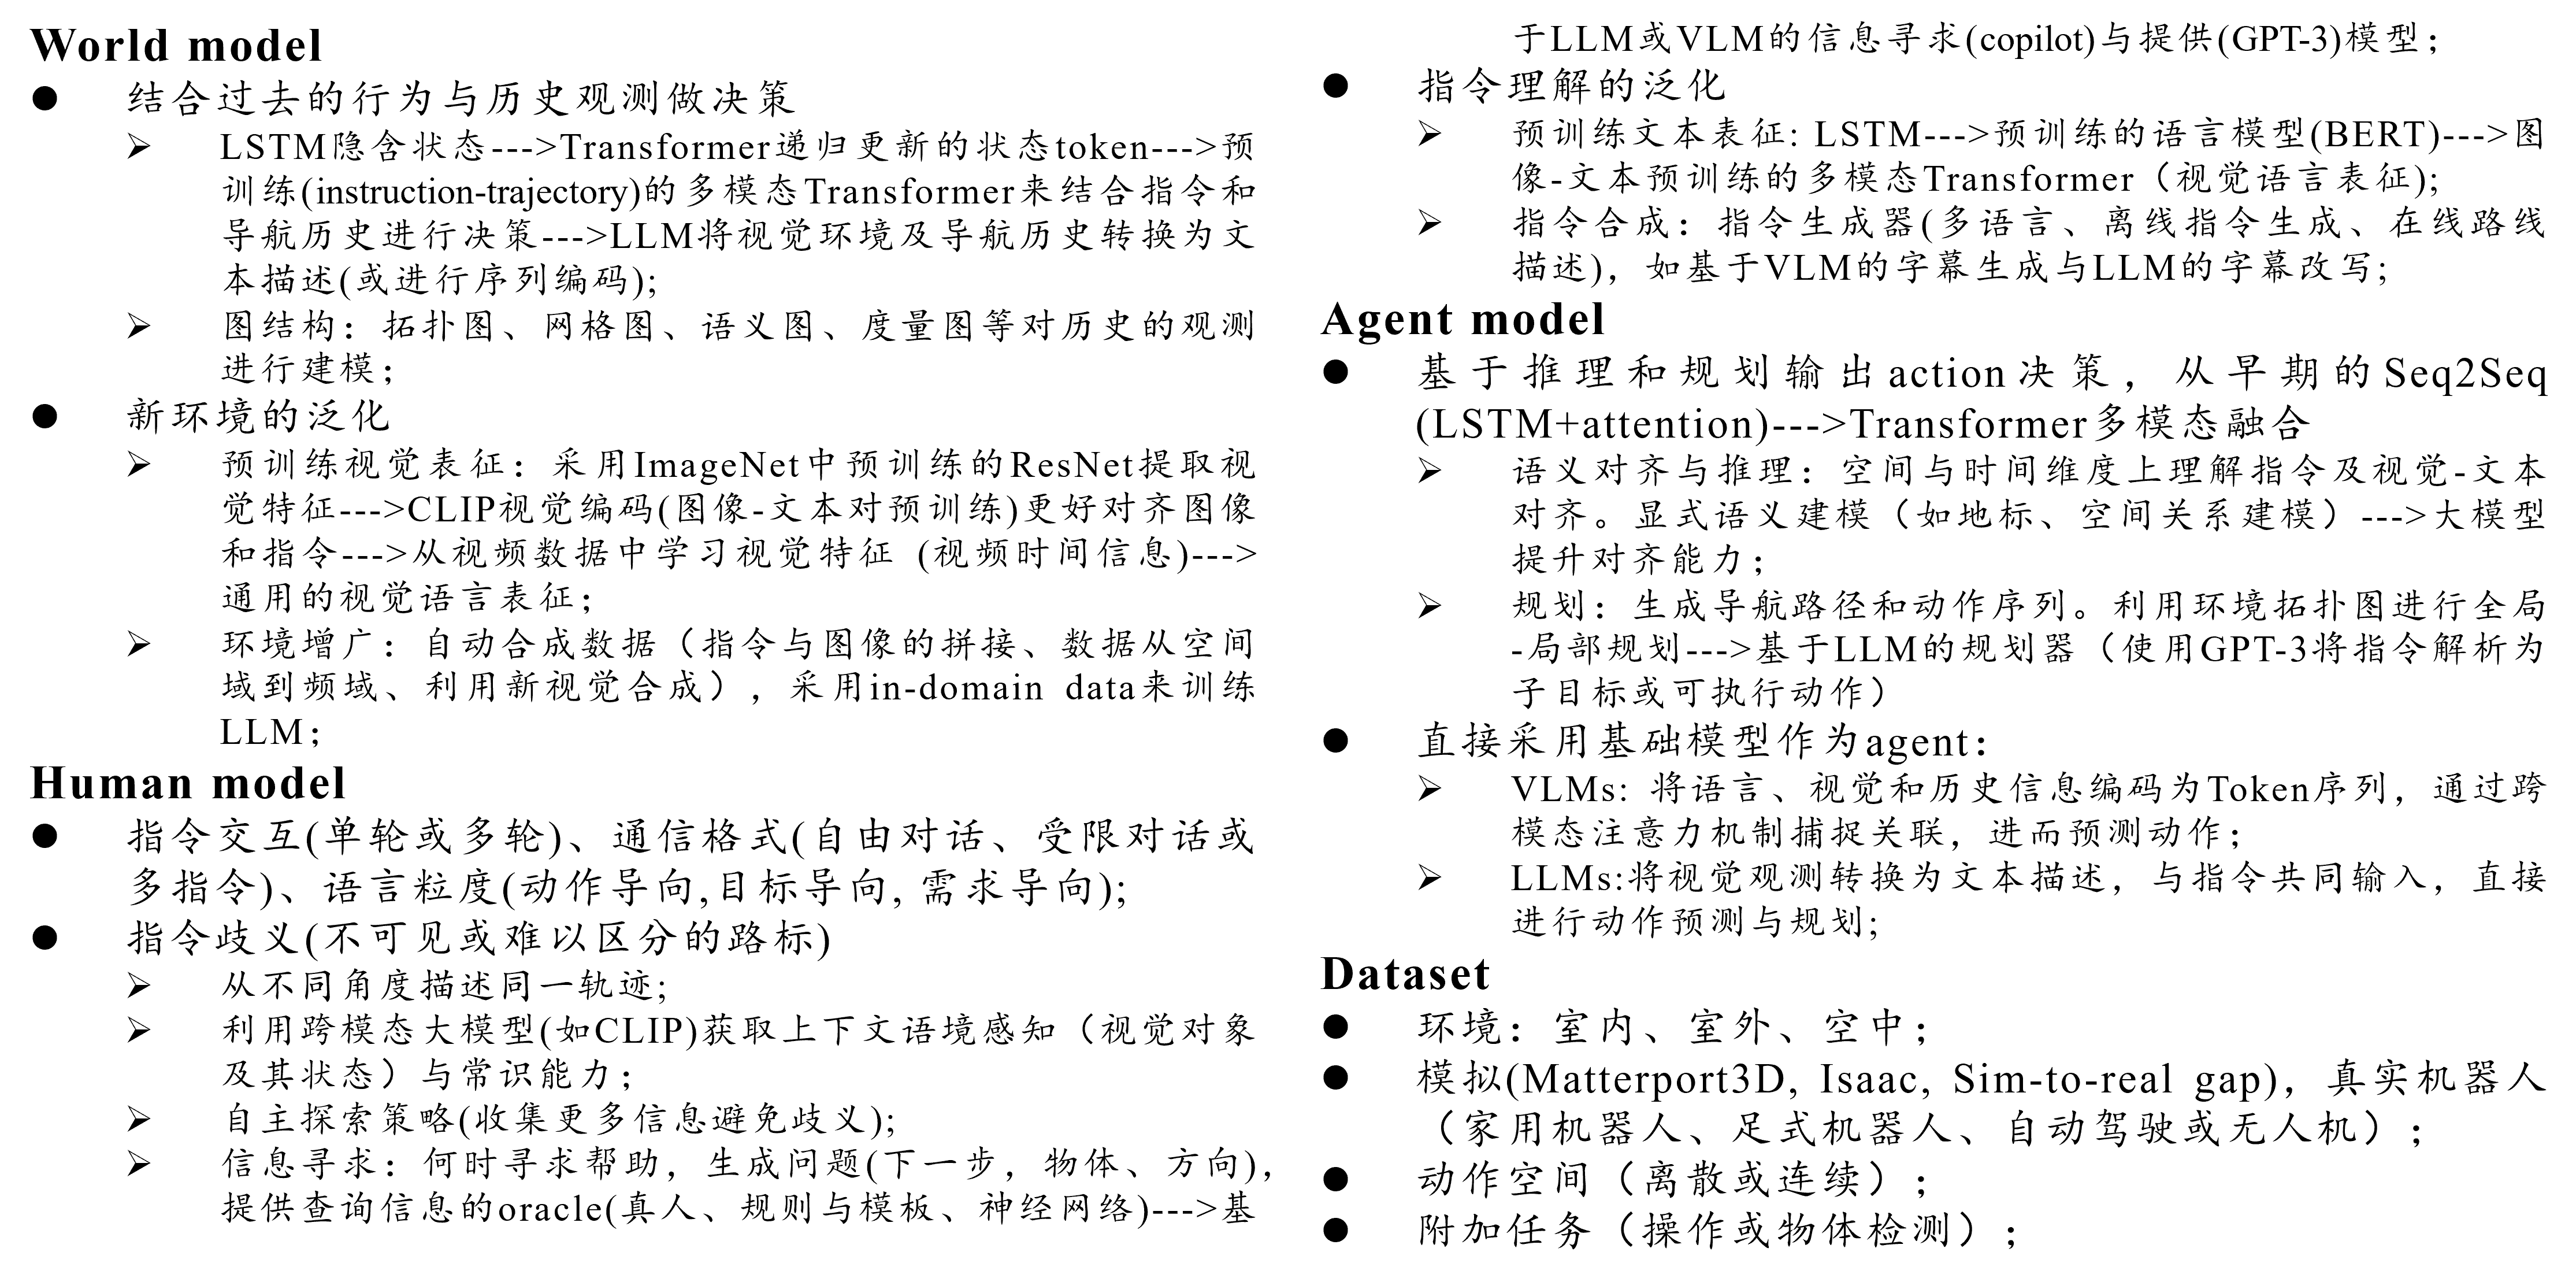 World model
● 结合过去的行为与历史观测做决策
➢ LSTM隐含状态--->Transformer递归更新的状态token--->预
训练(instruction-trajectory)的多模态Transformer来结合指令和
导航历史进行决策--->LLM将视觉环境及导航历史转换为文
本描述(或进行序列编码);
➢ 图结构：拓扑图、网格图、语义图、度量图等对历史的观测
进行建模；
● 新环境的泛化
➢ 预训练视觉表征：采用ImageNet中预训练的ResNet提取视
觉特征--->CLIP视觉编码(图像-文本对预训练)更好对齐图像
和指令--->从视频数据中学习视觉特征 (视频时间信息)--->
通用的视觉语言表征；
➢ 环境增广：自动合成数据（指令与图像的拼接、数据从空间
域到频域、利用新视觉合成），采用in-domain data来训练
LLM；
Human model
● 指令交互(单轮或多轮)、通信格式(自由对话、受限对话或
多指令)、语言粒度(动作导向,目标导向,需求导向);
● 指令歧义(不可见或难以区分的路标)
➢ 从不同角度描述同一轨迹;
➢ 利用跨模态大模型(如CLIP)获取上下文语境感知（视觉对象
及其状态）与常识能力；
➢ 自主探索策略(收集更多信息避免歧义);
➢ 信息寻求：何时寻求帮助，生成问题(下一步，物体、方向)，
提供查询信息的oracle(真人、规则与模板、神经网络)--->基
于LLM或VLM的信息寻求(copilot)与提供(GPT-3)模型；
● 指令理解的泛化
➢ 预训练文本表征: LSTM--->预训练的语言模型(BERT)--->图
像-文本预训练的多模态Transformer（视觉语言表征);
➢ 指令合成：指令生成器(多语言、离线指令生成、在线路线
描述)，如基于VLM的字幕生成与LLM的字幕改写;
Agent model
● 基于推理和规划输出action决策，从早期的Seq2Seq
(LSTM+attention)--->Transformer多模态融合
➢ 语义对齐与推理：空间与时间维度上理解指令及视觉-文本
对齐。显式语义建模（如地标、空间关系建模）--->大模型
提升对齐能力；
➢ 规划：生成导航路径和动作序列。利用环境拓扑图进行全局
-局部规划--->基于LLM的规划器（使用GPT-3将指令解析为
子目标或可执行动作）
● 直接采用基础模型作为agent：
➢ VLMs: 将语言、视觉和历史信息编码为Token序列，通过跨
模态注意力机制捕捉关联，进而预测动作；
➢ LLMs:将视觉观测转换为文本描述，与指令共同输入，直接
进行动作预测与规划;
Dataset
● 环境：室内、室外、空中；
● 模拟(Matterport3D, Isaac, Sim-to-real gap)，真实机器人
（家用机器人、足式机器人、自动驾驶或无人机）；
● 动作空间（离散或连续）；
● 附加任务（操作或物体检测）；